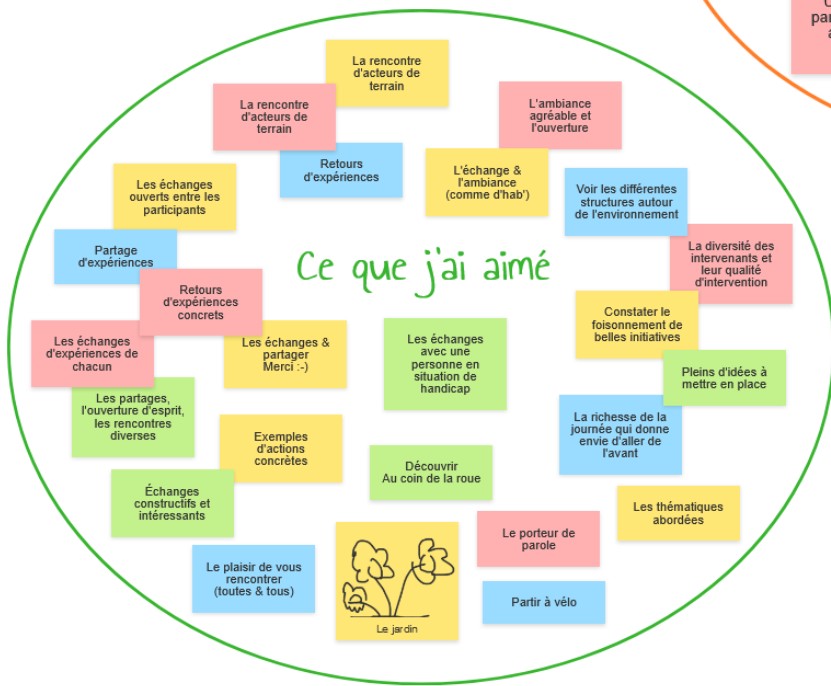 La rencontre
d'acteurs de
terrain
La rencontre
d'acteurs de
terrain
L'ambiance
agréable et
l'ouverture
Retours
d'expériences
L'échange &
l'ambiance
(comme d'hab')
Les échanges
ouverts entre les
participants
Voir les différentes
structures autour
de l'environnement
Partage
d'expériences
La diversité des
intervenants et
leur qualité
d'intervention
Ce que j'ai aimé
Retours
d'expériences
concrets
Constater le
foisonnement de
belles initiatives
Les échanges
d'expériences de
chacun
Les échanges &
partager
Merci :-)
Les échanges
avec une
personne en
situation de
handicap
Pleins d'idées à
mettre en place
Les partages,
l'ouverture d'esprit,
les rencontres
diverses
La richesse de la
journée qui donne
envie d'aller de
l'avant
Exemples
d'actions
concrètes
Découvrir
Au coin de la roue
Échanges
constructifs et
intéressants
Les thématiques
abordées
Le porteur de
parole
Le plaisir de vous
rencontrer
(toutes & tous)
Partir à vélo
Le jardin